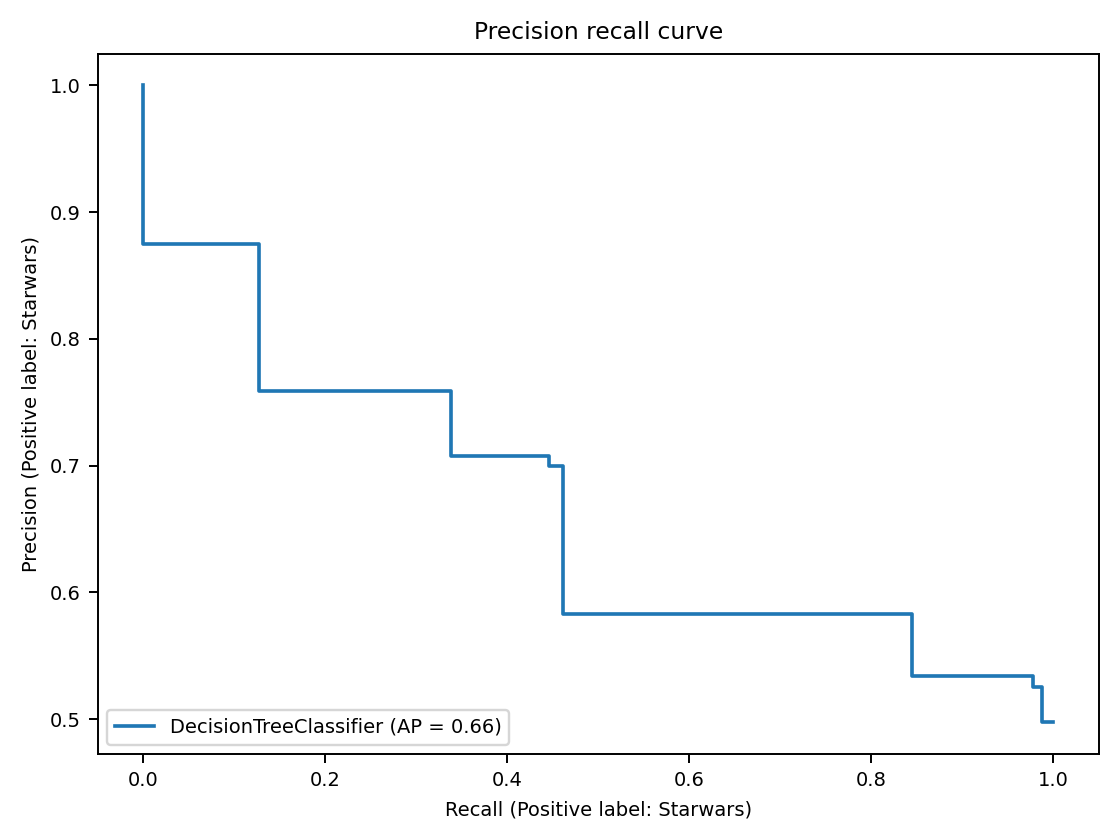 Precision recall curve
1.0
0.9
0.8
0.7
0.6
0.5
Precision (Positive label: Starwars)
DecisionTreeClassifier (AP = 0.66)
0.0 0.2 0.4 0.6 0.8 1.0
Recall (Positive label: Starwars)